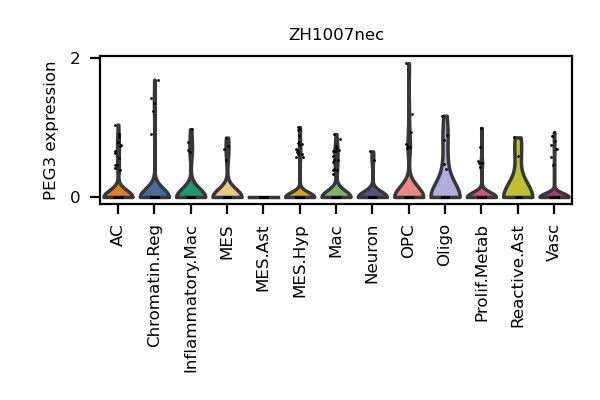 ZH1007nec
PEG3 expression
2
0
AC
Chromatin.Reg
Inflammatory.Mac
MES
MES.Ast
MES.Hyp
Mac
Neuron
OPC
Oligo
Prolif.Metab
Reactive.Ast
Vasc